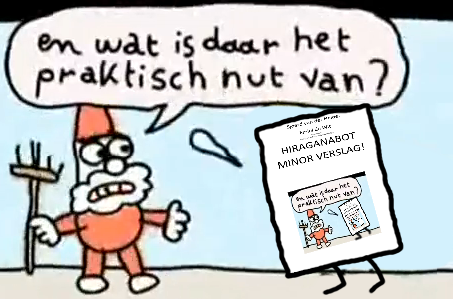 en wat is daar het
praktisch nut van?
HIRAGANABOT
MINOR VERSLAG!
en wat is daar het
praktisch nut van?